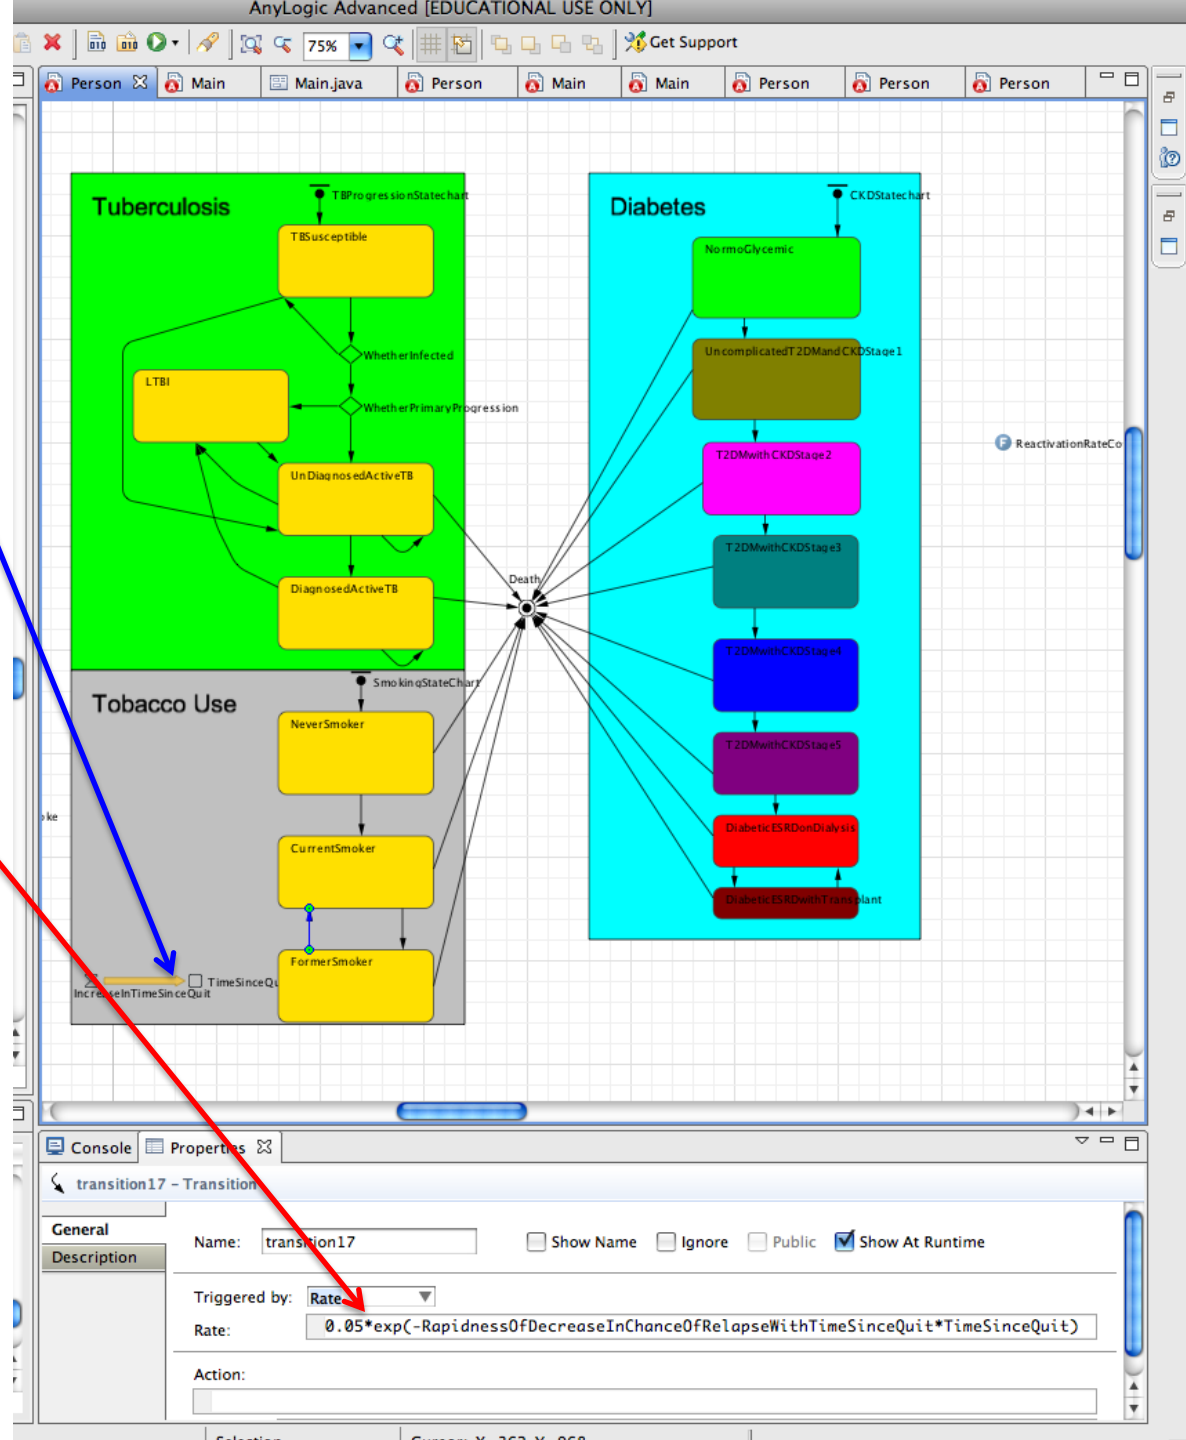 AnyLogic Advanced [EDUCATIONAL USE ONLY]
75%
Get Support
Person
Main
Main.java
Person
Main
Main
Person
Person
Person
Tuberculosis
TBProgressionStatechart
TBSusceptible
WhetherInfected
LTBI
WhetherPrimaryProgression
UnDiagnosedActiveTB
DiagnosedActiveTB
Death
Diabetes
CKDStatechart
NormoGlycemic
UncomplicatedT2DMandCKDStage1
T2DMwithCKDStage2
T2DMwithCKDStage3
T2DMwithCKDStage4
T2DMwithCKDStage5
DiabeticESRDonDialysis
DiabeticESRDwithTransplant
ReactivationRateCo
Tobacco Use
SmokingStateChart
NeverSmoker
oke
CurrentSmoker
FormerSmoker
TimeSinceQu
IncreaseInTimeSinceQuit
Console
Properties
transition17 - Transition
General
Description
Name:
transition17
Show Name
Ignore
Public
Show At Runtime
Triggered by:
Rate
Rate:
0.05*exp(-RapidnessOfDecreaseInChanceOfRelapseWithTimeSinceQuit*TimeSinceQuit)
Action: